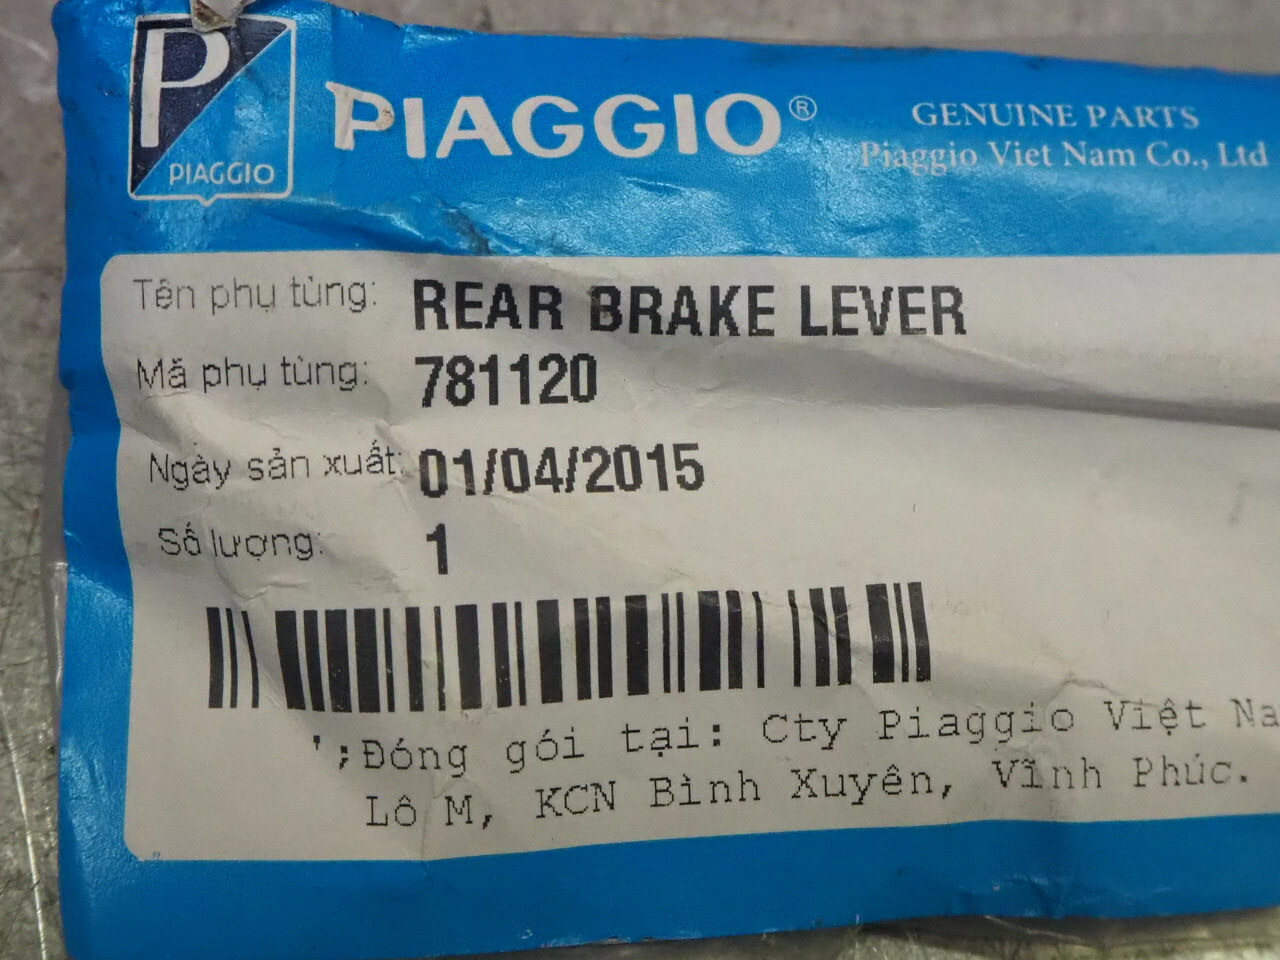 P
PIAGGIO
PIAGGIO®
GENUINE PARTS
Piaggio Viet Nam Co., Ltd
Tên phụ tùng: REAR BRAKE LEVER
Mã phụ tùng: 781120
Ngày sản xuất: 01/04/2015
Số lượng: 1
';Đóng gói tại: Cty Piaggio Việt Na
Lô M, KCN Bình Xuyên, Vĩnh Phúc.